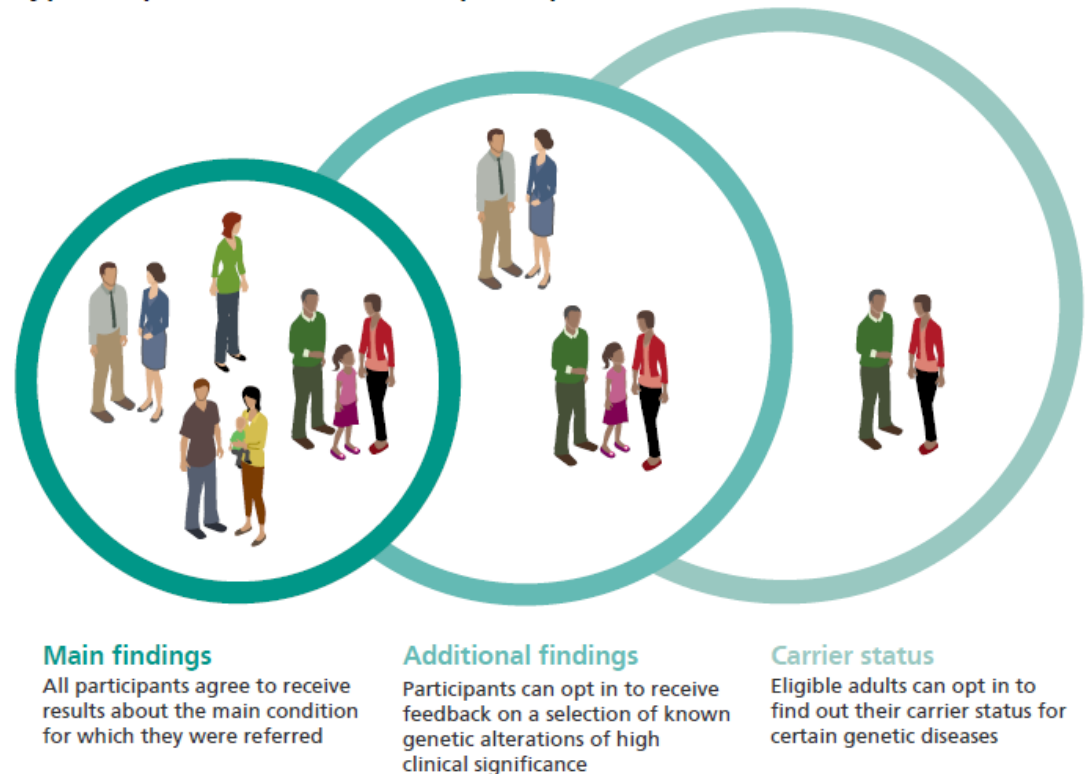 Main findings
All participants agree to receive
results about the main condition
for which they were referred
Additional findings
Participants can opt in to receive
feedback on a selection of known
genetic alterations of high
clinical significance
Carrier status
Eligible adults can opt in to
find out their carrier status for
certain genetic diseases